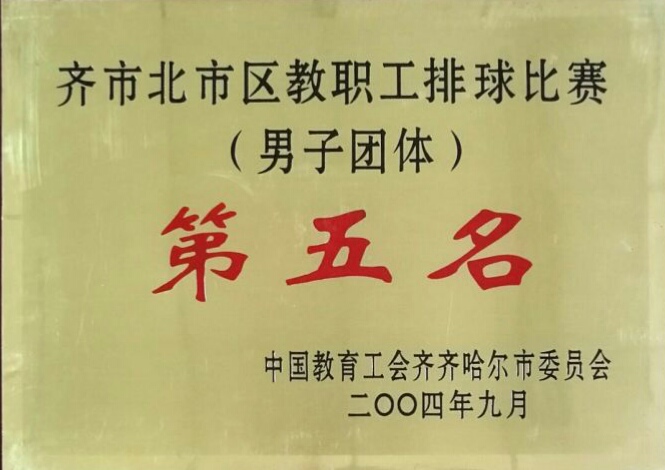 齐市北市区教职工排球比赛
（男子团体）
第五名
中国教育工会齐齐哈尔市委员会
二〇〇四年九月